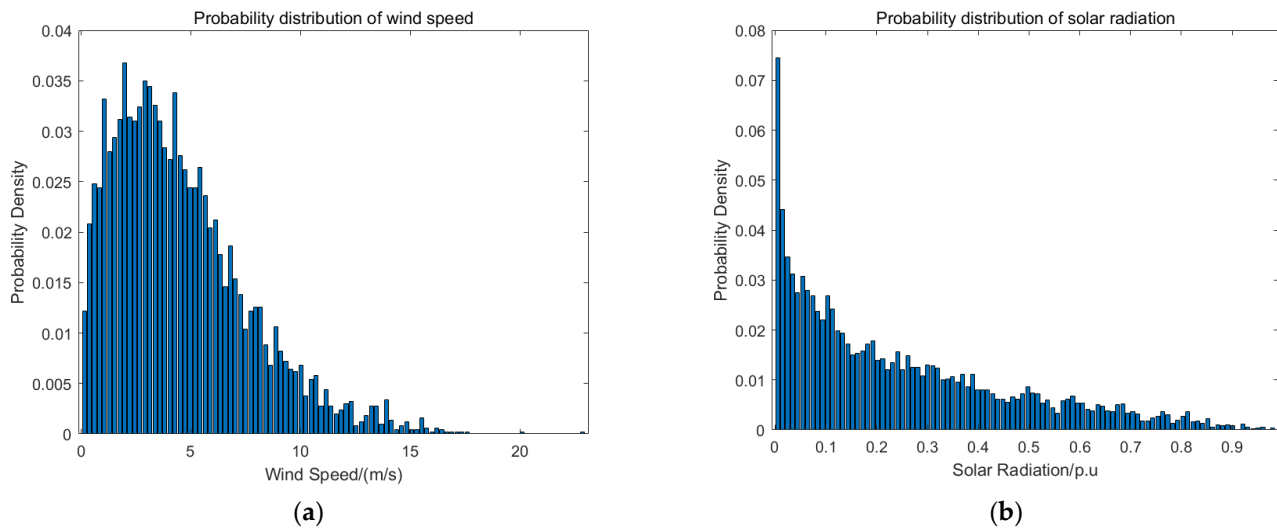 Probability distribution of wind speed
0.04
0.035
0.03
0.025
0.02
0.015
0.01
0.005
0
Probability Density
0 5 10 15 20
Wind Speed/(m/s)
(a)
Probability distribution of solar radiation
0.08
0.07
0.06
0.05
0.04
0.03
0.02
0.01
0
Probability Density
0 0.1 0.2 0.3 0.4 0.5 0.6 0.7 0.8 0.9
Solar Radiation/p.u
(b)